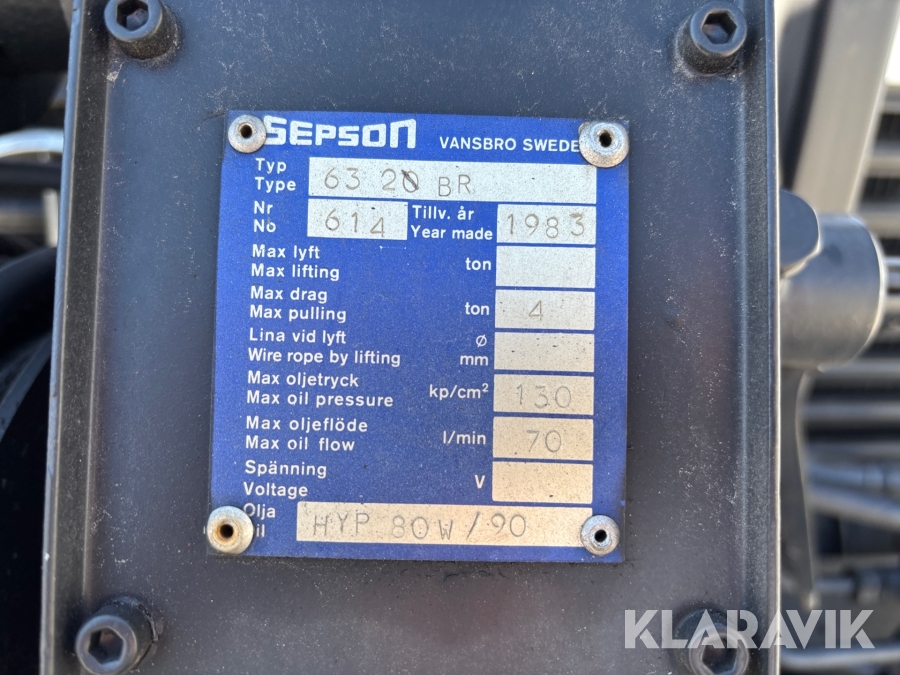 SEPSON VANSBRO SWEDE
Typ
Type 63 20 BR
Nr
No 614 Tillv. år
Year made 1983
Max lyft
Max lifting ton
Max drag
Max pulling ton 4
Lina vid lyft ø
Wire rope by lifting mm
Max oljetryck
Max oil pressure kp/cm² 130
Max oljeflöde
Max oil flow l/min 70
Spänning
Voltage V
Olja
il HYP 80W/90
KLARAVIK